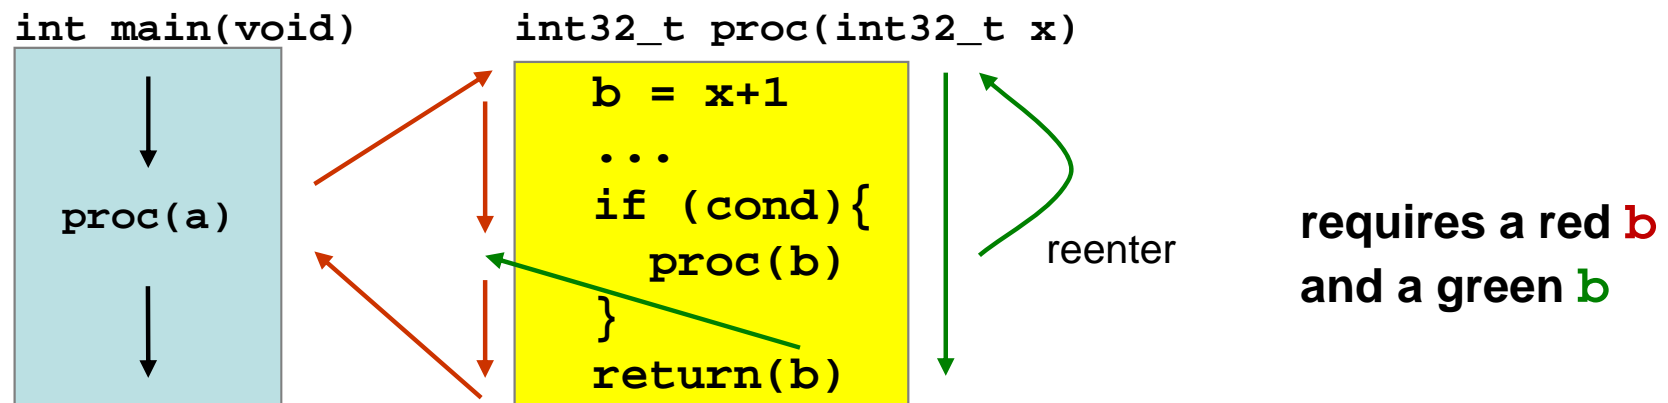 int main(void)
proc(a)
int32_t proc(int32_t x)
b = x+1
...
if (cond){
proc(b)
}
return(b)
reenter
requires a red b
and a green b